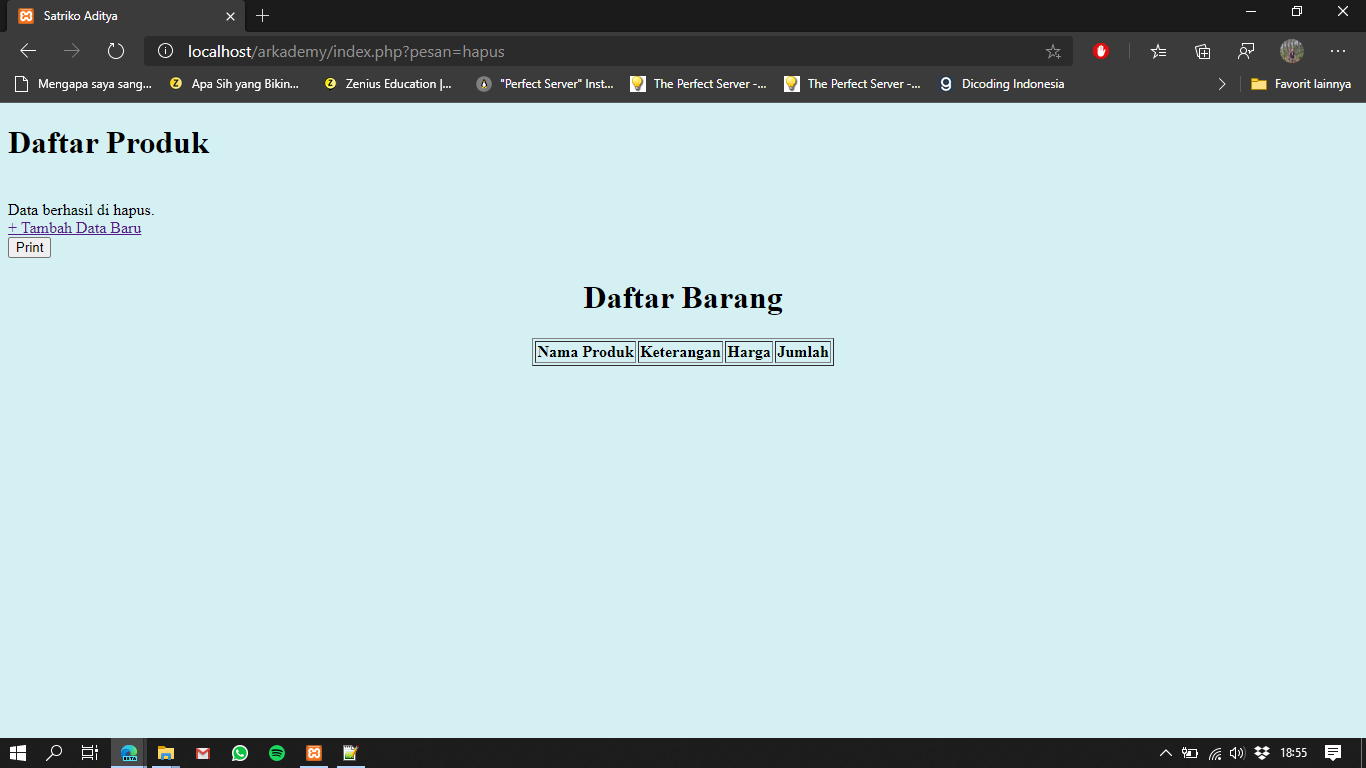 Satriko Aditya
localhost/arkademy/index.php?pesan=hapus
Mengapa saya sang... Apa Sih yang Bikin... Zenius Education |... "Perfect Server" Inst... The Perfect Server -... The Perfect Server -... Dicoding Indonesia Favorit lainnya
Daftar Produk
Data berhasil di hapus.
+ Tambah Data Baru
Print
Daftar Barang
Nama Produk Keterangan Harga Jumlah
18:55